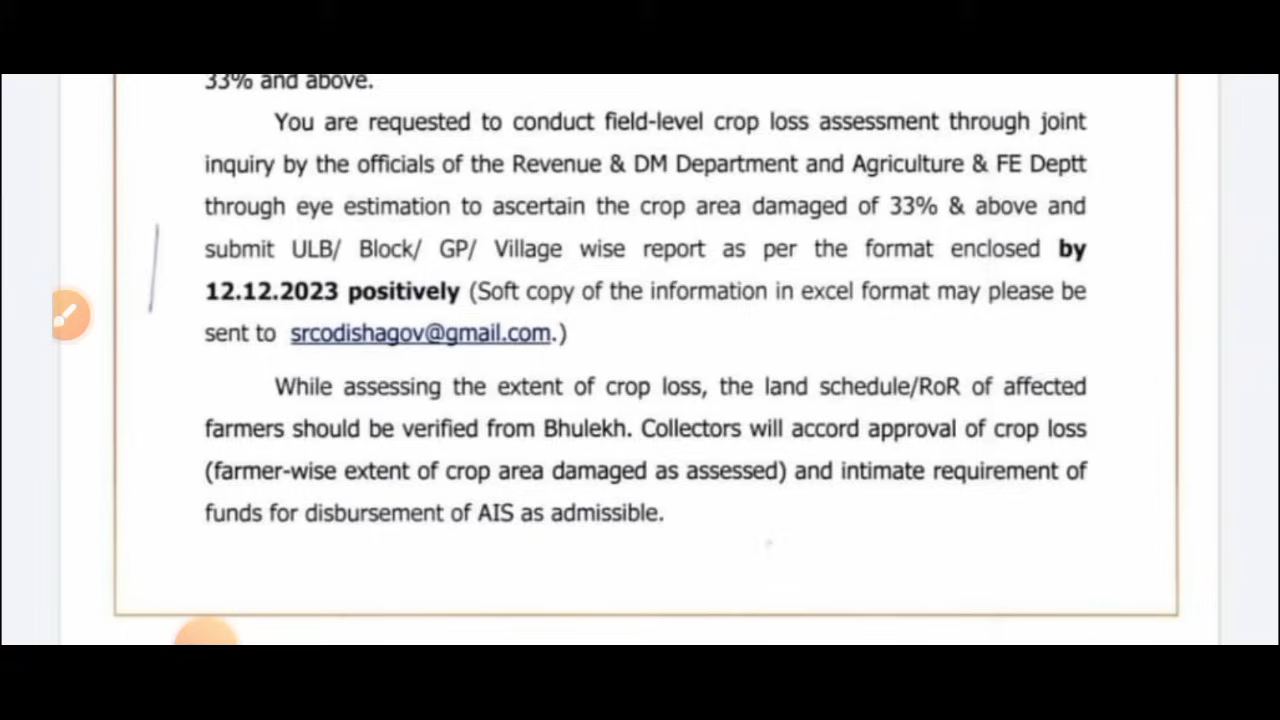 33% and above.
You are requested to conduct field-level crop loss assessment through joint
inquiry by the officials of the Revenue & DM Department and Agriculture & FE Deptt
through eye estimation to ascertain the crop area damaged of 33% & above and
submit ULB/ Block/ GP/ Village wise report as per the format enclosed by
12.12.2023 positively (Soft copy of the information in excel format may please be
sent to srcodishagov@gmail.com.)
While assessing the extent of crop loss, the land schedule/RoR of affected
farmers should be verified from Bhulekh. Collectors will accord approval of crop loss
(farmer-wise extent of crop area damaged as assessed) and intimate requirement of
funds for disbursement of AIS as admissible.